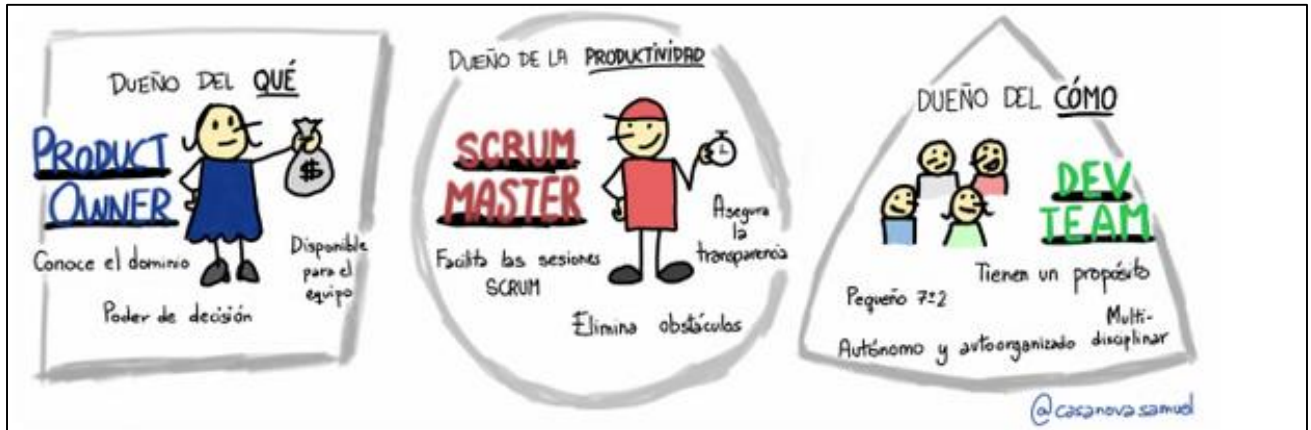 DUEÑO DEL QUÉ
PRODUCT
OWNER
$
Conoce el dominio
Disponible
para el
equipo
Poder de decisión
DUEÑO DE LA PRODUCTIVIDAD
SCRUM
MASTER
Asegura
la
transparencia
Facilita las sesiones
SCRUM
Elimina obstáculos
DUEÑO DEL CÓMO
DEV
TEAM
Tienen un propósito
Pequeño 7±2
Multi-
disciplinar
Autónomo y autoorganizado
@casanovasamuel